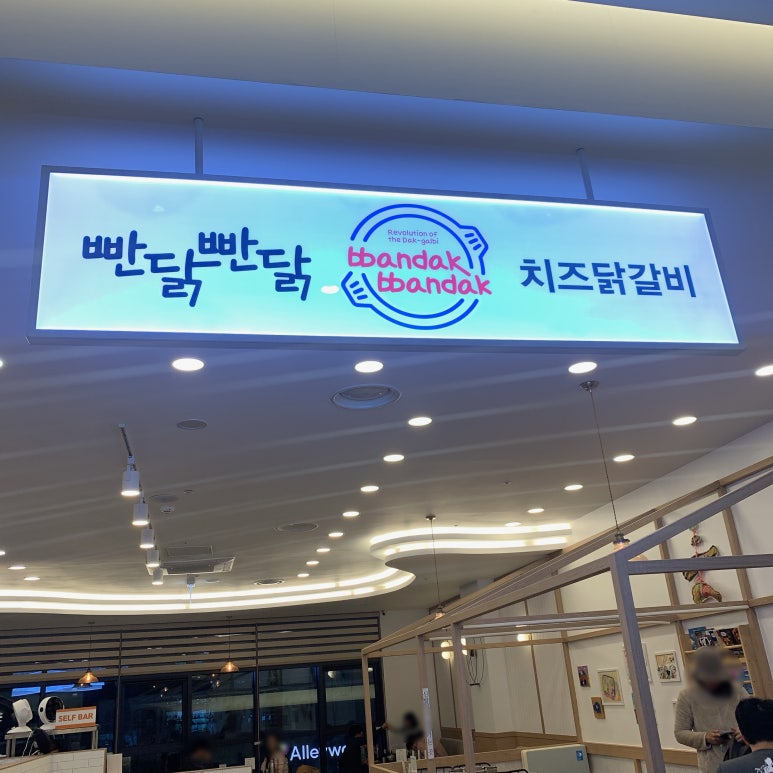 빤닭빤닭
Revolution of
the Dak-galbi
bbandak
bbandak
치즈닭갈비
SELF BAR